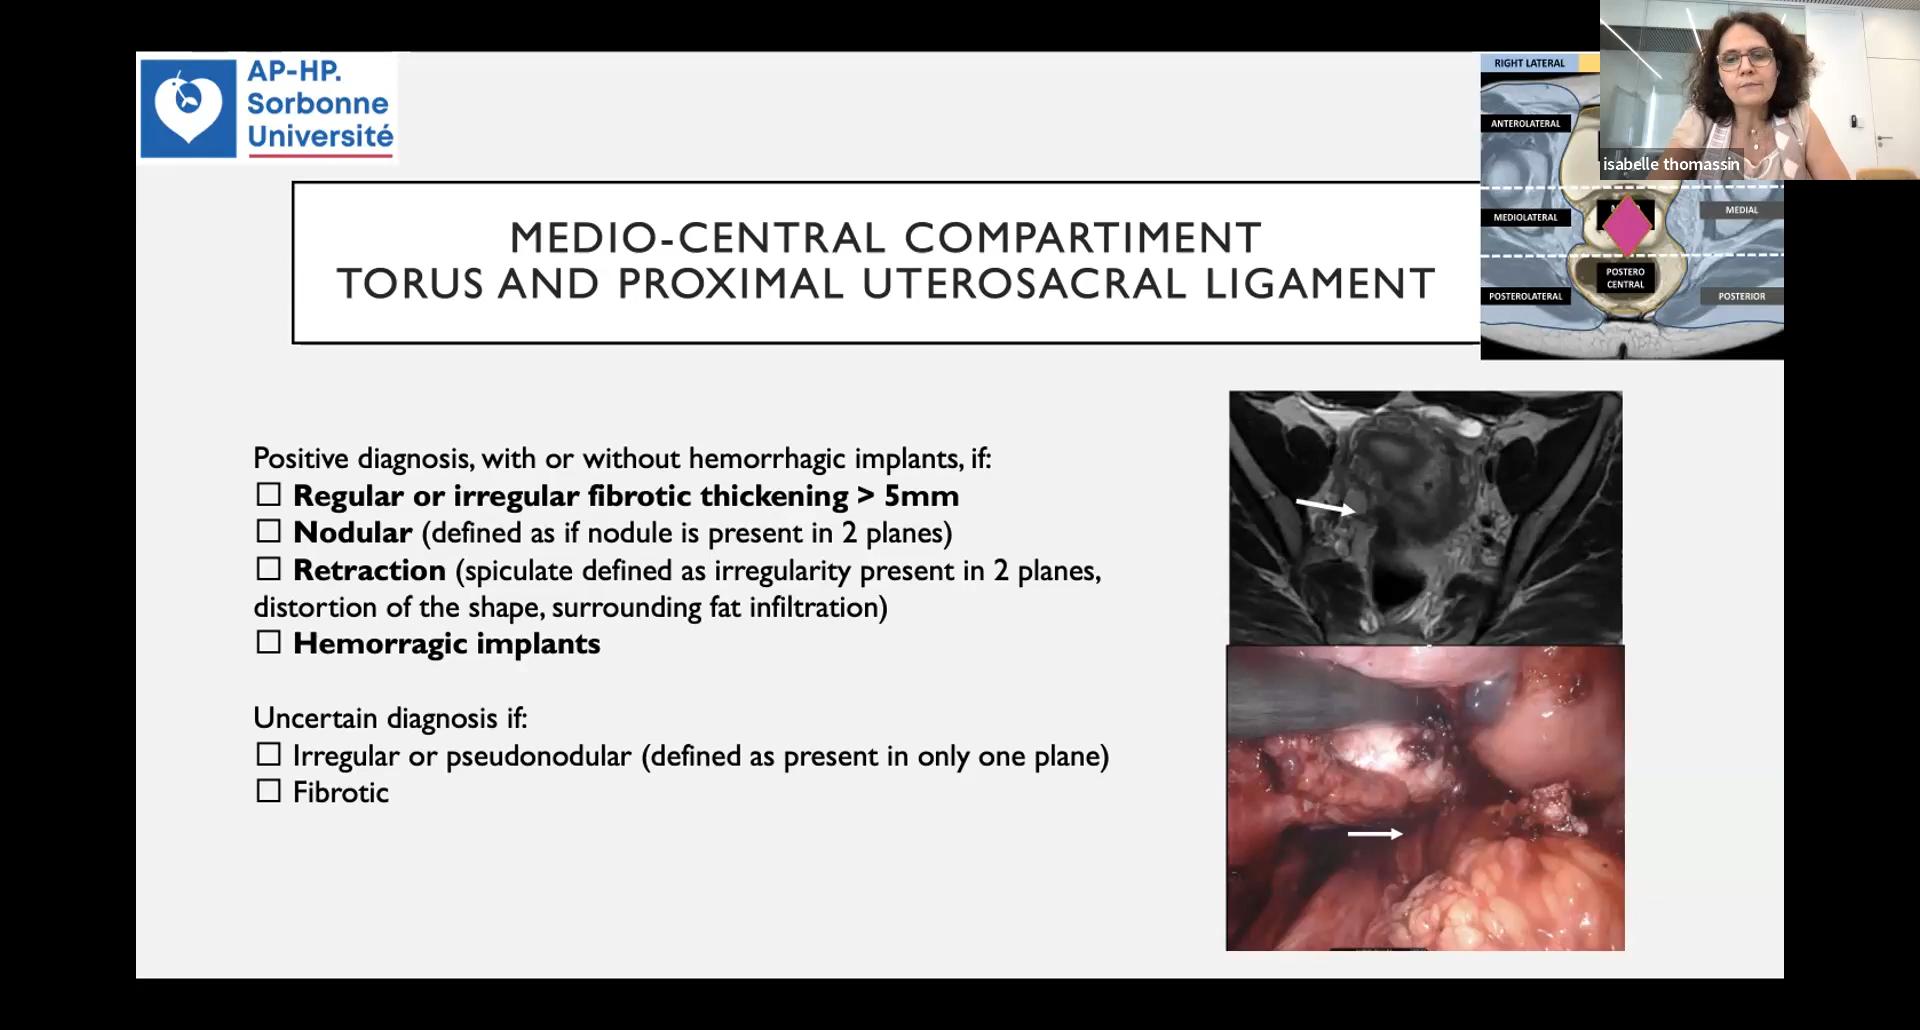 AP-HP.
Sorbonne
Université
RIGHT LATERAL
ANTEROLATERAL
isabelle thomassin
MEDIO-CENTRAL COMPARTIMENT
TORUS AND PROXIMAL UTEROSACRAL LIGAMENT
MEDIOLATERAL
MEDIAL
POSTERO
CENTRAL
POSTEROLATERAL
POSTERIOR
Positive diagnosis, with or without hemorrhagic implants, if:
☐ Regular or irregular fibrotic thickening > 5mm
☐ Nodular (defined as if nodule is present in 2 planes)
☐ Retraction (spiculate defined as irregularity present in 2 planes,
distortion of the shape, surrounding fat infiltration)
☐ Hemorragic implants
Uncertain diagnosis if:
☐ Irregular or pseudonodular (defined as present in only one plane)
☐ Fibrotic